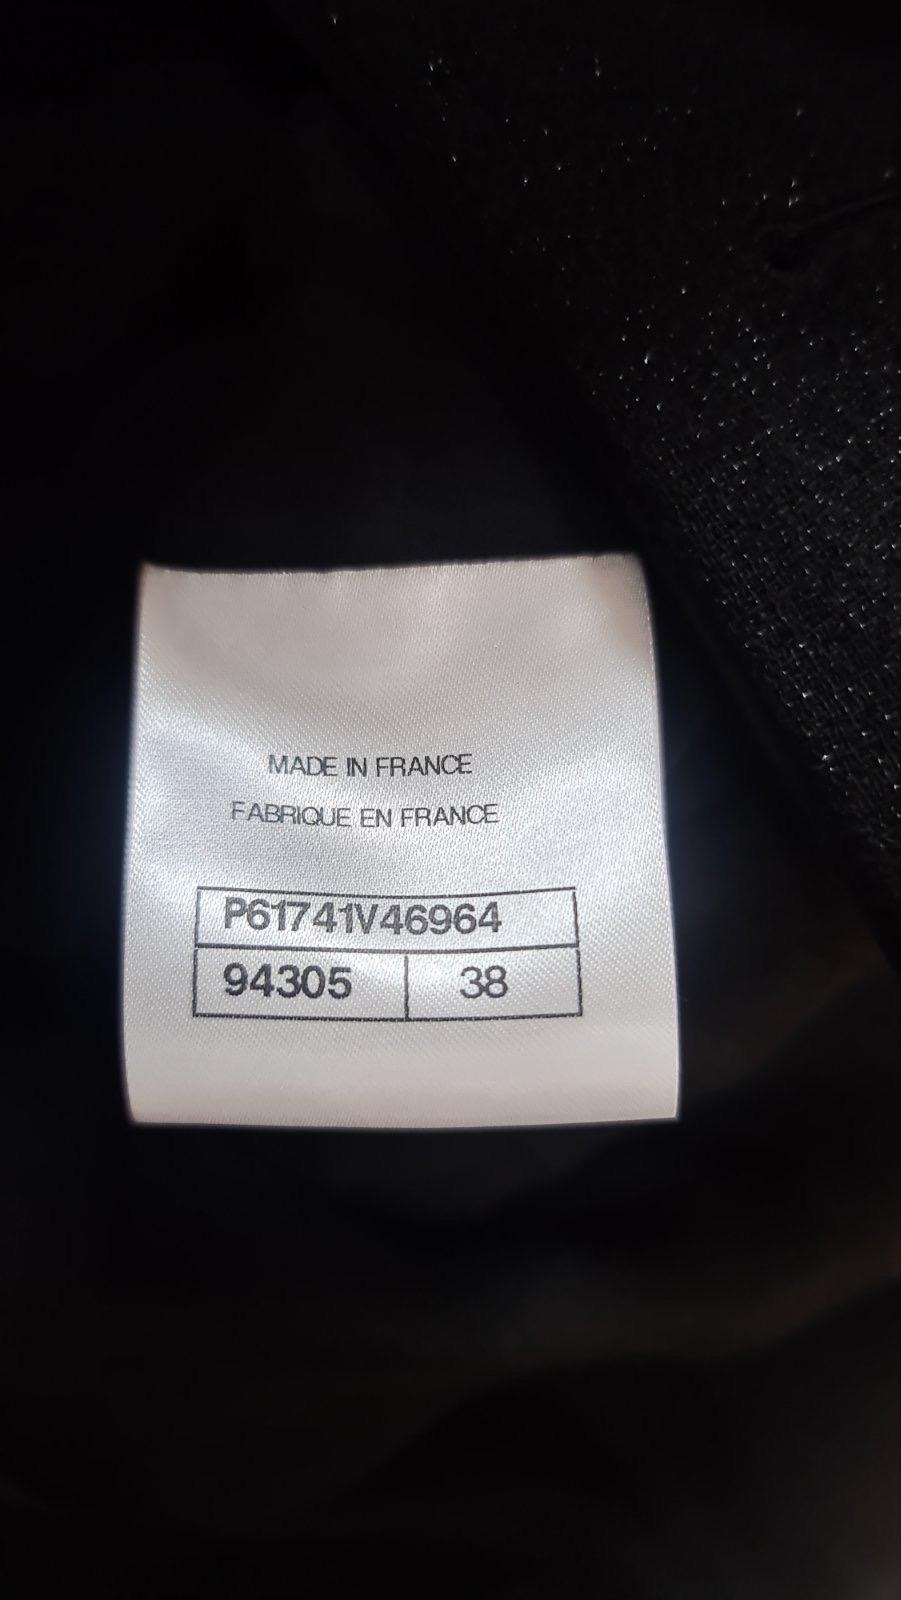 MADE IN FRANCE
FABRIQUE EN FRANCE
P61741V46964
94305 38